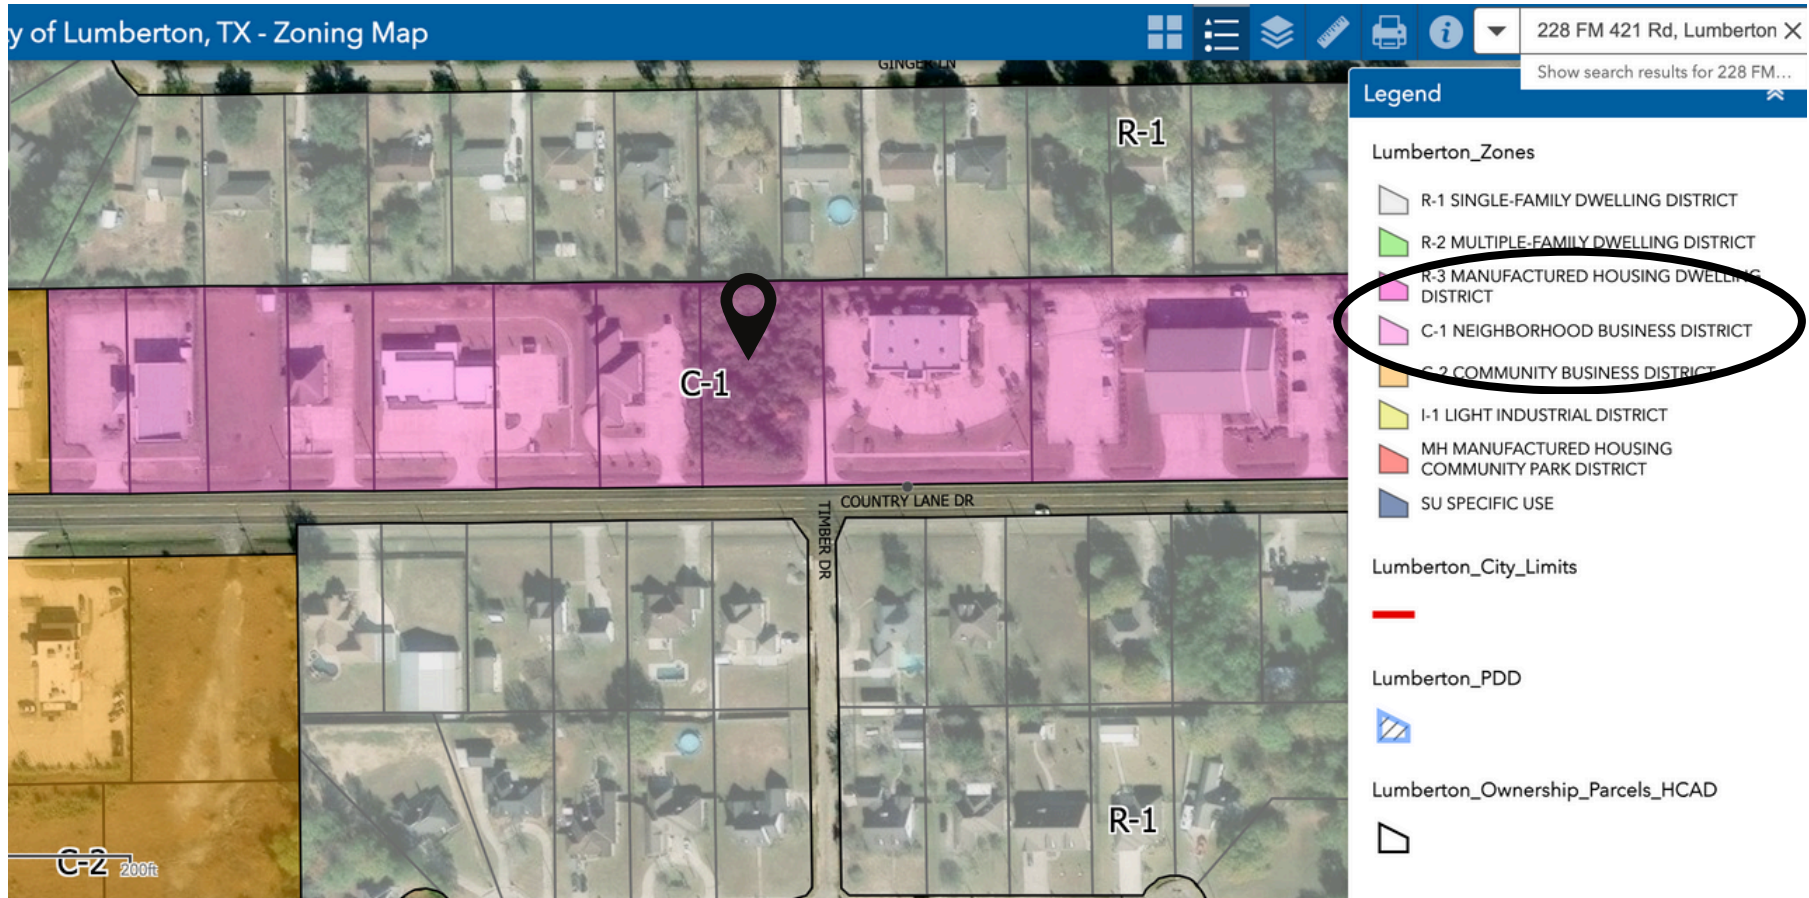 y of Lumberton, TX - Zoning Map
228 FM 421 Rd, Lumberton
Show search results for 228 FM...
Legend
Lumberton_Zones
R-1 SINGLE-FAMILY DWELLING DISTRICT
R-2 MULTIPLE-FAMILY DWELLING DISTRICT
R-3 MANUFACTURED HOUSING DWELLING
DISTRICT
C-1 NEIGHBORHOOD BUSINESS DISTRICT
C-2 COMMUNITY BUSINESS DISTRICT
I-1 LIGHT INDUSTRIAL DISTRICT
MH MANUFACTURED HOUSING
COMMUNITY PARK DISTRICT
SU SPECIFIC USE
Lumberton_City_Limits
Lumberton_PDD
Lumberton_Ownership_Parcels_HCAD
GINGER LN
R-1
C-1
COUNTRY LANE DR
TIMBER DR
R-1
C-2
200ft